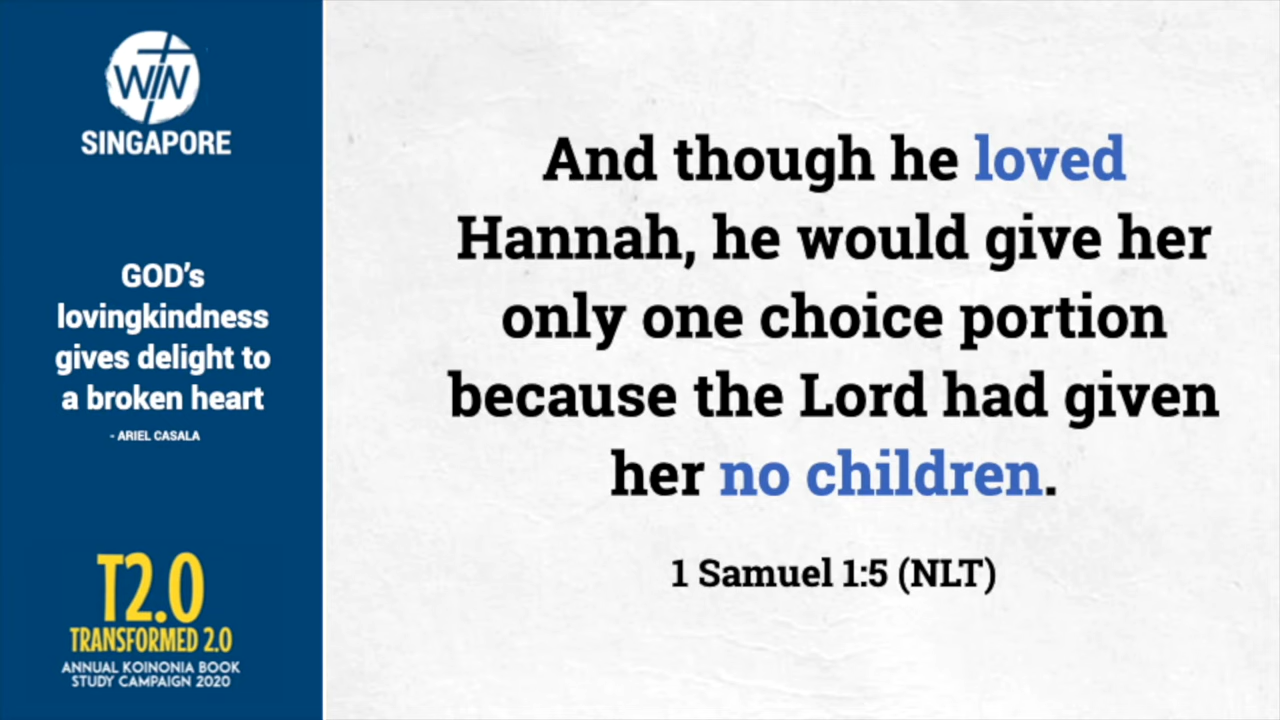 WIN
SINGAPORE
GOD's
lovingkindness
gives delight to
a broken heart
- ARIEL CASALA
T2.0
TRANSFORMED 2.0
ANNUAL KOINONIA BOOK
STUDY CAMPAIGN 2020
And though he loved
Hannah, he would give her
only one choice portion
because the Lord had given
her no children.
1 Samuel 1:5 (NLT)